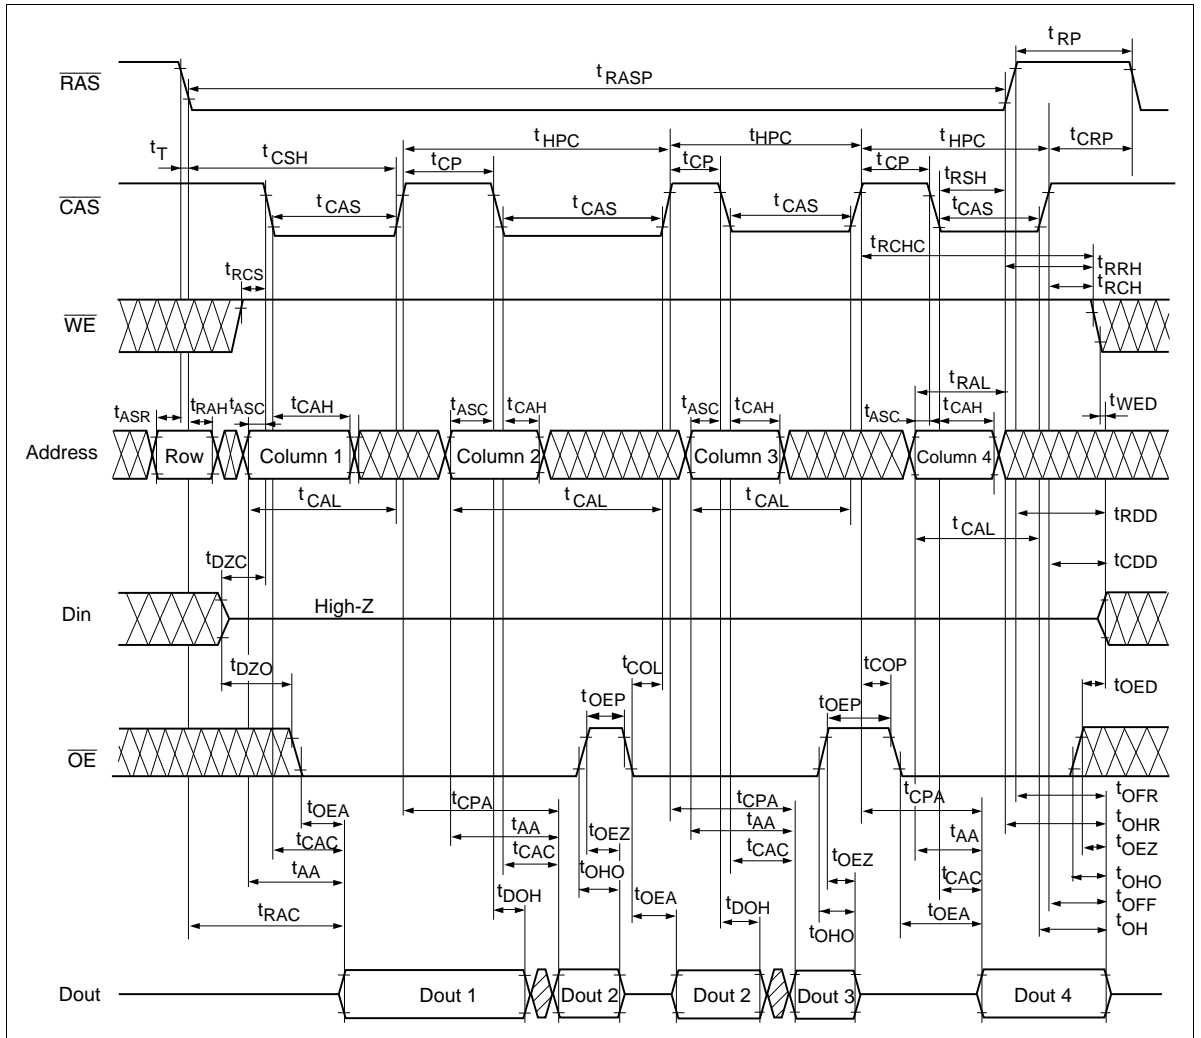 tRP
RAS
tRASP
tT
tCSH
tHPC
tHPC
tHPC
tCRP
tCP
tCP
tCP
tRSH
CAS
tCAS
tCAS
tCAS
tCAS
tRCHC
tRCS
tRRH
tRCH
WE
tRAL
tASR
tRAH
tASC
tCAH
tASC
tCAH
tASC
tCAH
tASC
tCAH
tWED
Address
Row
Column 1
Column 2
Column 3
Column 4
tCAL
tCAL
tCAL
tCAL
tRDD
tDZC
tCDD
Din
High-Z
tDZO
tCOL
tCOP
tOED
tOEP
tOEP
OE
tOEA
tCPA
tCPA
tCPA
tOFR
tCAC
tAA
tOEZ
tAA
tAA
tOHR
tAA
tCAC
tOHO
tCAC
tOEZ
tCAC
tOEZ
tRAC
tDOH
tOEA
tDOH
tOHO
tOEA
tOHO
tOFF
tOH
Dout
Dout 1
Dout 2
Dout 2
Dout 3
Dout 4